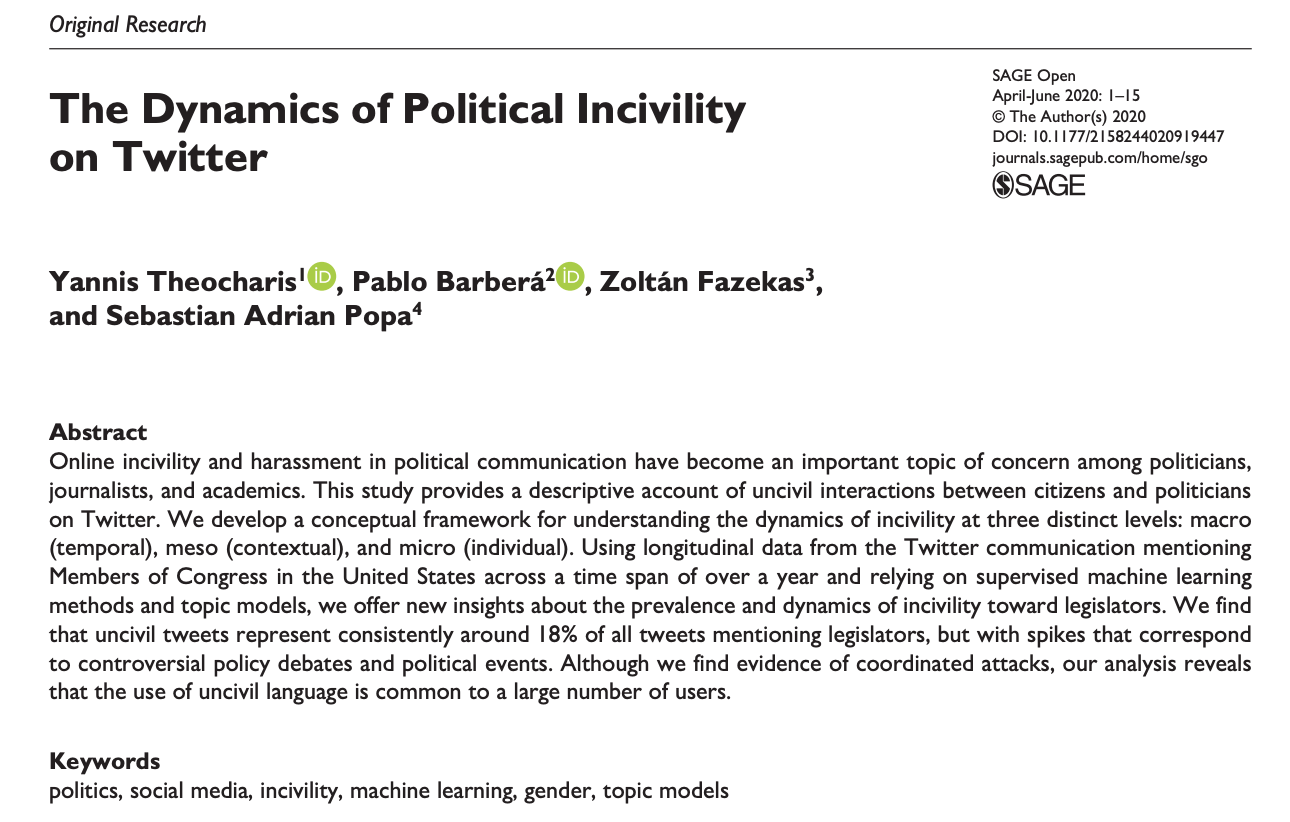 Original Research
The Dynamics of Political Incivility
on Twitter
SAGE Open
April-June 2020: 1–15
© The Author(s) 2020
DOI: 10.1177/2158244020919447
journals.sagepub.com/home/sgo
SAGE
Yannis Theocharis1 iD, Pablo Barberá2 iD, Zoltán Fazekas3,
and Sebastian Adrian Popa4
Abstract
Online incivility and harassment in political communication have become an important topic of concern among politicians,
journalists, and academics. This study provides a descriptive account of uncivil interactions between citizens and politicians
on Twitter. We develop a conceptual framework for understanding the dynamics of incivility at three distinct levels: macro
(temporal), meso (contextual), and micro (individual). Using longitudinal data from the Twitter communication mentioning
Members of Congress in the United States across a time span of over a year and relying on supervised machine learning
methods and topic models, we offer new insights about the prevalence and dynamics of incivility toward legislators. We find
that uncivil tweets represent consistently around 18% of all tweets mentioning legislators, but with spikes that correspond
to controversial policy debates and political events. Although we find evidence of coordinated attacks, our analysis reveals
that the use of uncivil language is common to a large number of users.
Keywords
politics, social media, incivility, machine learning, gender, topic models